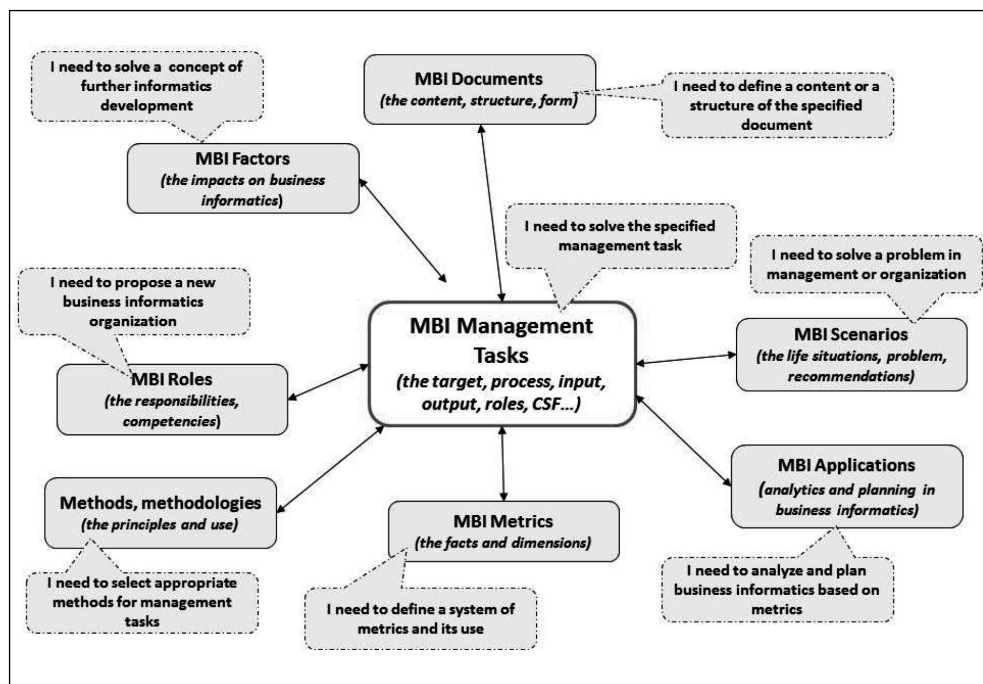 I need to solve a concept of
further informatics
development
MBI Documents
(the content, structure, form)
I need to define a content or a
structure of the specified
document
MBI Factors
(the impacts on business
informatics)
I need to solve the specified
management task
I need to solve a problem in
management or organization
I need to propose a new
business informatics
organization
MBI Management
Tasks
(the target, process, input,
output, roles, CSF...)
MBI Scenarios
(the life situations, problem,
recommendations)
MBI Roles
(the responsibilities,
competencies)
MBI Applications
(analytics and planning in
business informatics)
Methods, methodologies
(the principles and use)
MBI Metrics
(the facts and dimensions)
I need to select appropriate
methods for management
tasks
I need to define a system of
metrics and its use
I need to analyze and plan
business informatics based on
metrics